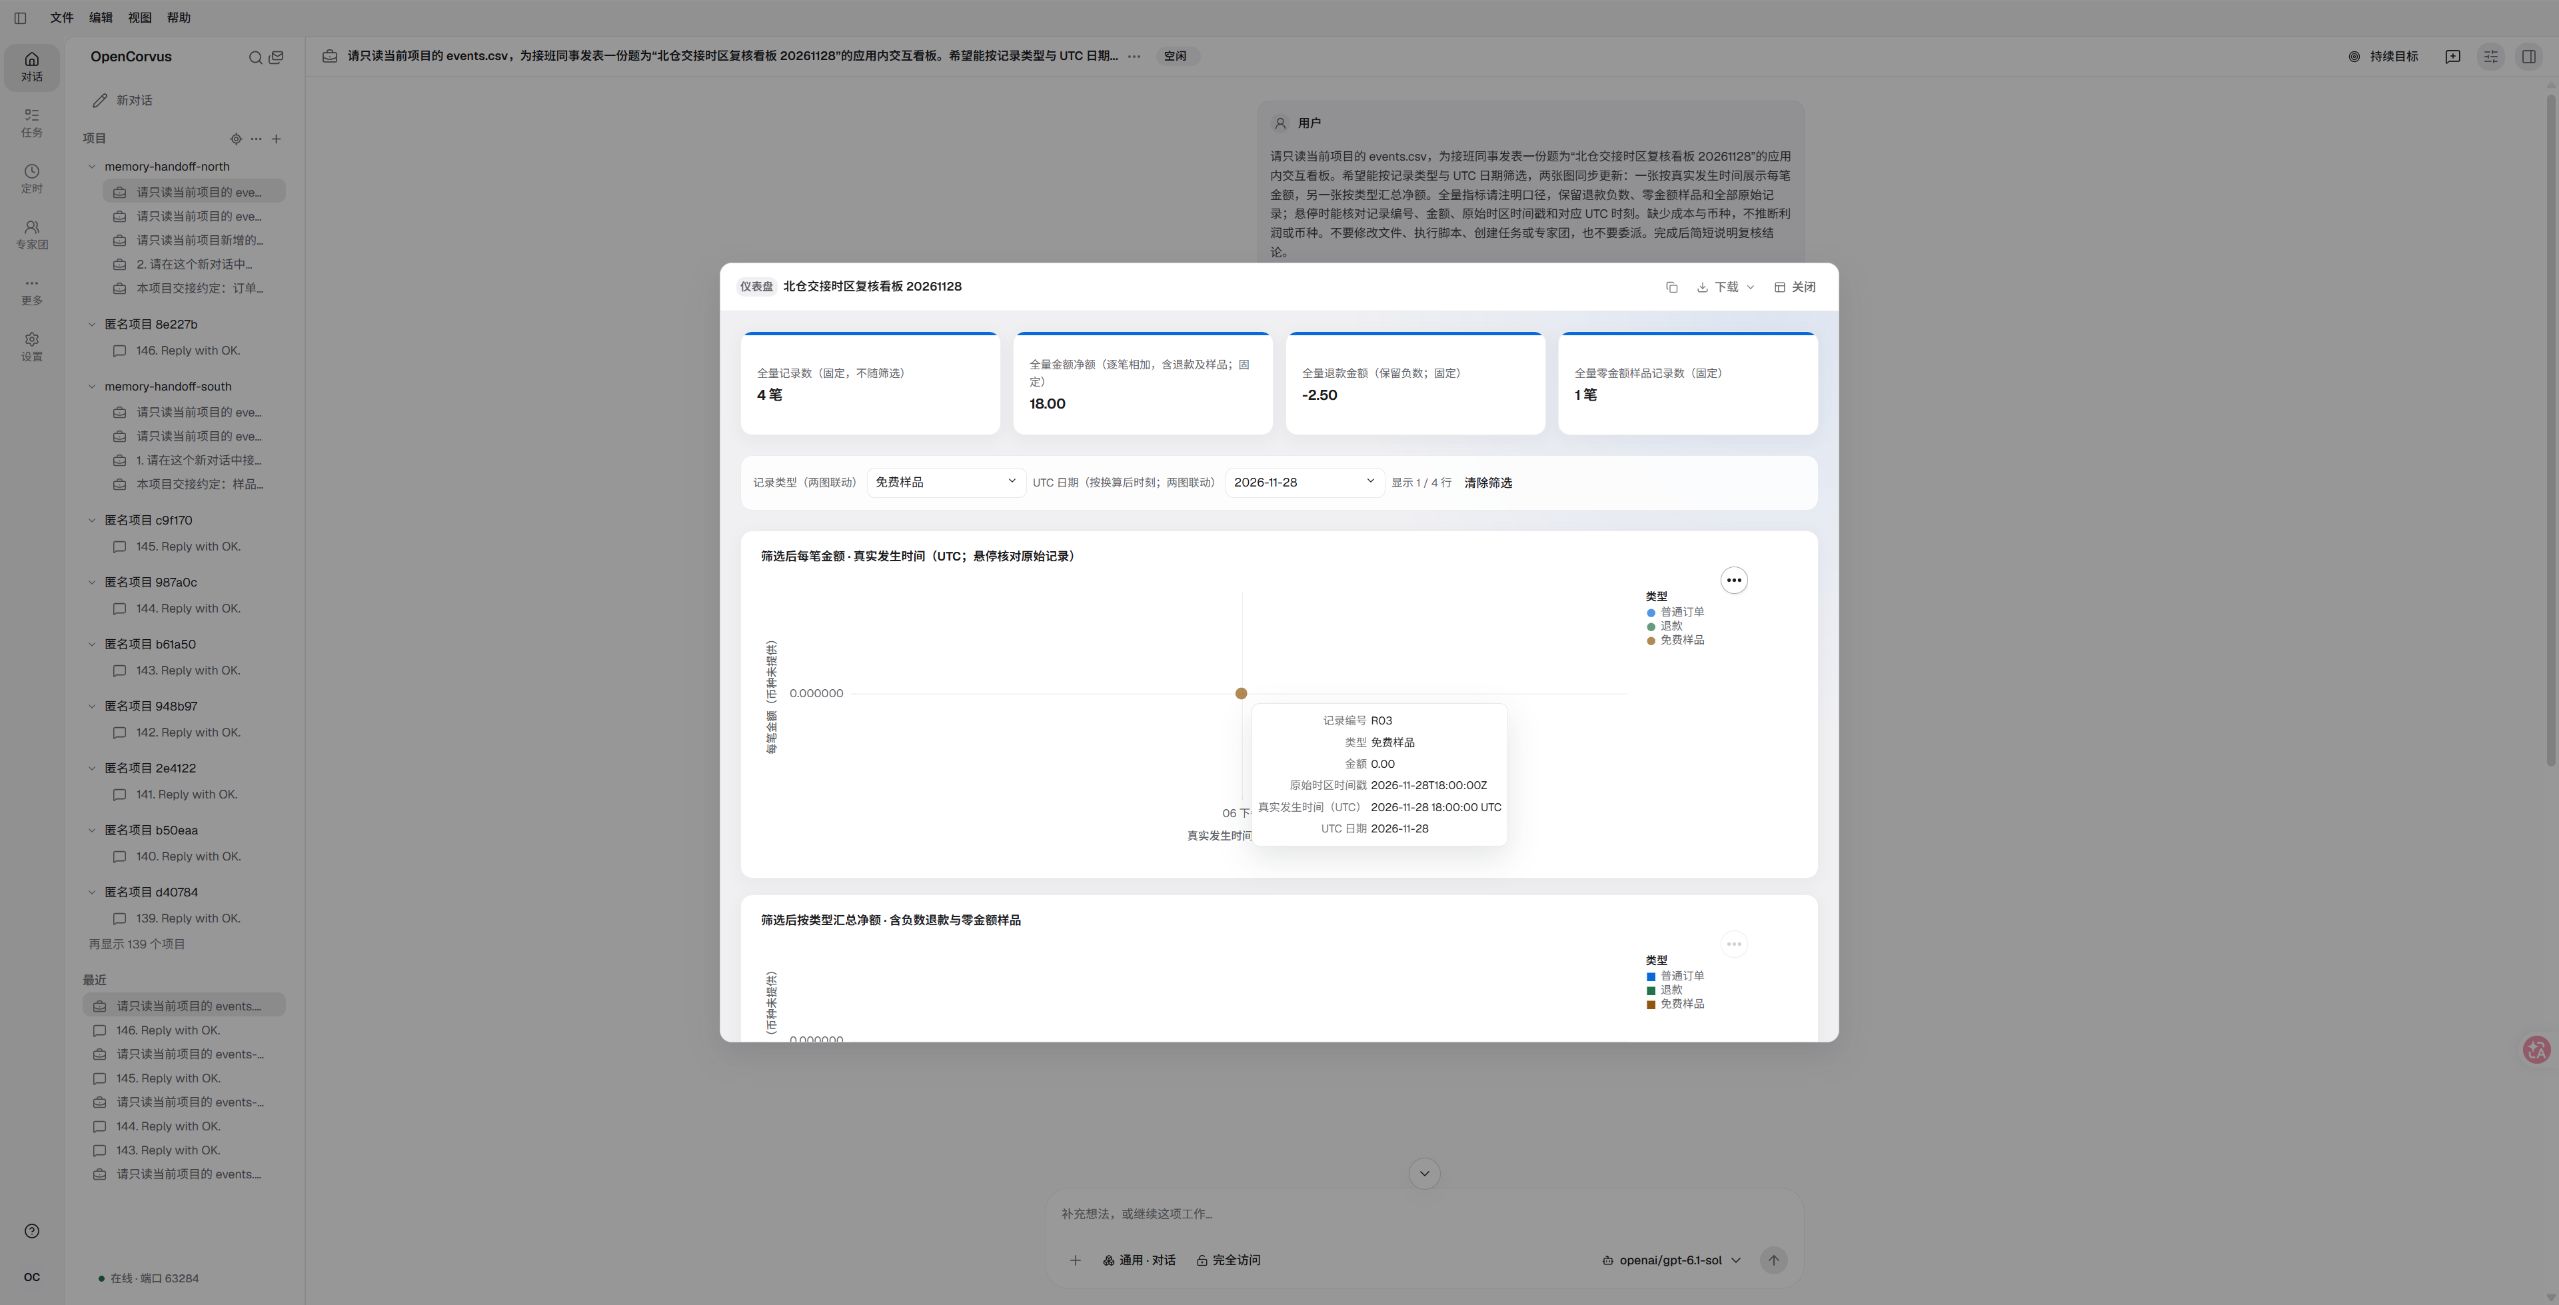 文件 编辑 视图 帮助
对话
任务
定时
专家团
更多
设置
OC
OpenCorvus
新对话
项目
memory-handoff-north
请只读当前项目的 eve...
请只读当前项目的 eve...
请只读当前项目新增的...
2. 请在这个新对话中...
本项目交接约定：订单...
匿名项目 8e227b
146. Reply with OK.
memory-handoff-south
请只读当前项目的 eve...
请只读当前项目的 eve...
1. 请在这个新对话中接...
本项目交接约定：样品...
匿名项目 c9f170
145. Reply with OK.
匿名项目 987a0c
144. Reply with OK.
匿名项目 b61a50
143. Reply with OK.
匿名项目 948b97
142. Reply with OK.
匿名项目 2e4122
141. Reply with OK.
匿名项目 b50eaa
140. Reply with OK.
匿名项目 d40784
139. Reply with OK.
再显示 139 个项目
最近
请只读当前项目的 events....
146. Reply with OK.
请只读当前项目的 events-...
145. Reply with OK.
请只读当前项目的 events-...
144. Reply with OK.
143. Reply with OK.
请只读当前项目的 events....
在线 · 端口 63284
请只读当前项目的 events.csv，为接班同事发表一份题为“北仓交接时区复核看板 20261128”的应用内交互看板。希望能按记录类型与 UTC 日期... 空闲
持续目标
用户
请只读当前项目的 events.csv，为接班同事发表一份题为“北仓交接时区复核看板 20261128”的应用
内交互看板。希望能按记录类型与 UTC 日期筛选，两张图同步更新：一张按真实发生时间展示每笔
金额，另一张按类型汇总净额。全量指标请注明口径，保留退款负数、零金额样品和全部原始记
录；悬停时能核对记录编号、金额、原始时区时间戳和对应 UTC 时刻。缺少成本与币种，不推断利
润或币种。不要修改文件、执行脚本、创建任务或专家团，也不要委派。完成后简短说明复核结
论。
仪表盘 北仓交接时区复核看板 20261128
下载 关闭
全量记录数（固定，不随筛选）
4 笔
全量金额净额（逐笔相加，含退款及样品；固
定）
18.00
全量退款金额（保留负数；固定）
-2.50
全量零金额样品记录数（固定）
1 笔
记录类型（两图联动） 免费样品 UTC 日期（按换算后时刻；两图联动） 2026-11-28 显示 1 / 4 行 清除筛选
筛选后每笔金额 · 真实发生时间（UTC；悬停核对原始记录）
类型
普通订单
退款
免费样品
每笔金额（币种未提供）
0.000000
06 下
真实发生时间
记录编号 R03
类型 免费样品
金额 0.00
原始时区时间戳 2026-11-28T18:00:00Z
真实发生时间（UTC） 2026-11-28 18:00:00 UTC
UTC 日期 2026-11-28
筛选后按类型汇总净额 · 含负数退款与零金额样品
类型
普通订单
退款
免费样品
（币种未提供）
0.000000
补充想法，或继续这项工作...
通用 · 对话 完全访问
openai/gpt-6.1-sol